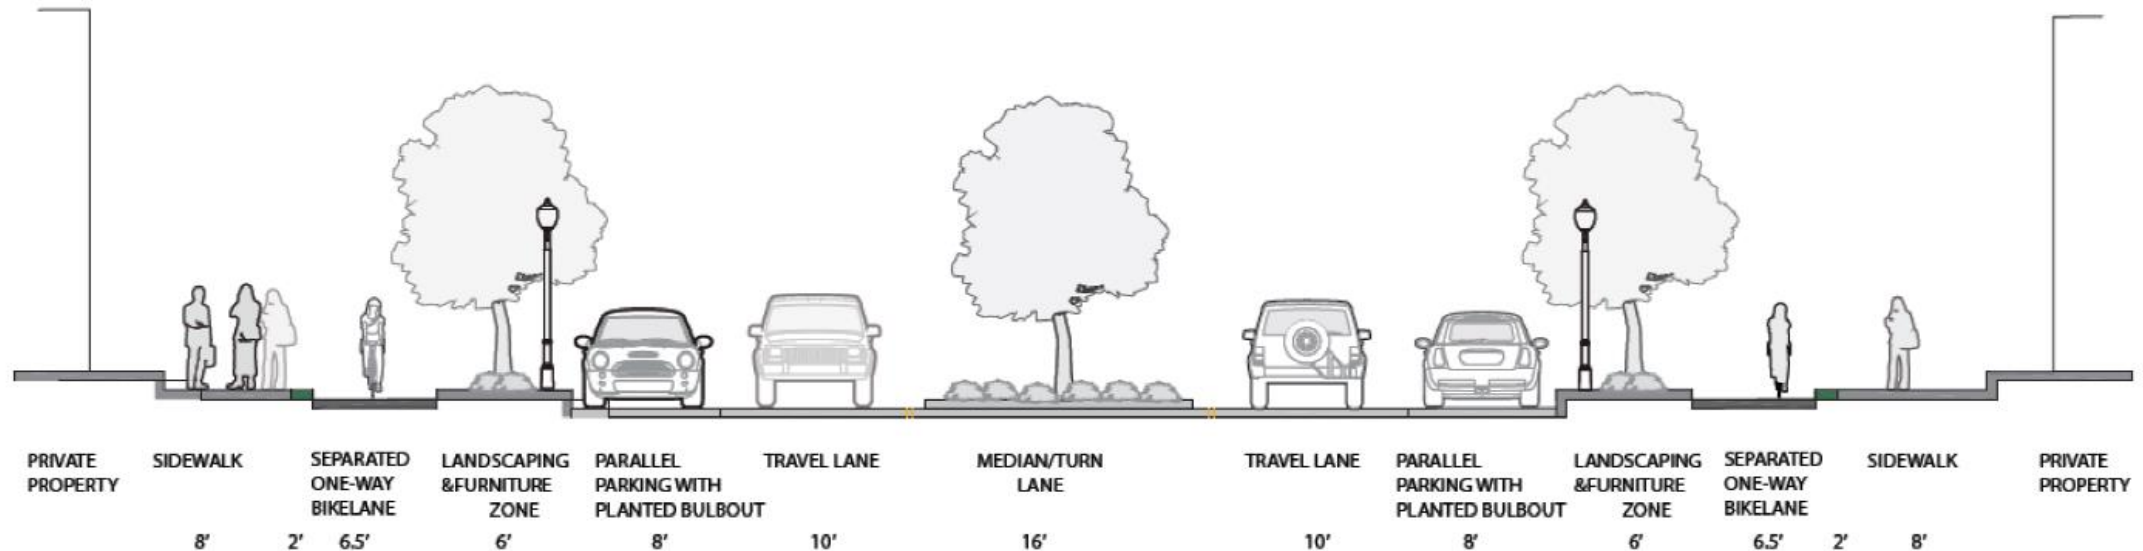 PRIVATE
PROPERTY
SIDEWALK
SEPARATED
ONE-WAY
BIKELANE
LANDSCAPING
&FURNITURE
ZONE
PARALLEL
PARKING WITH
PLANTED BULBOUT
TRAVEL LANE
MEDIAN/TURN
LANE
TRAVEL LANE
PARALLEL
PARKING WITH
PLANTED BULBOUT
LANDSCAPING
&FURNITURE
ZONE
SEPARATED
ONE-WAY
BIKELANE
SIDEWALK
PRIVATE
PROPERTY
8' 2' 6.5' 6' 8' 10' 16' 10' 8' 6' 6.5' 2' 8'